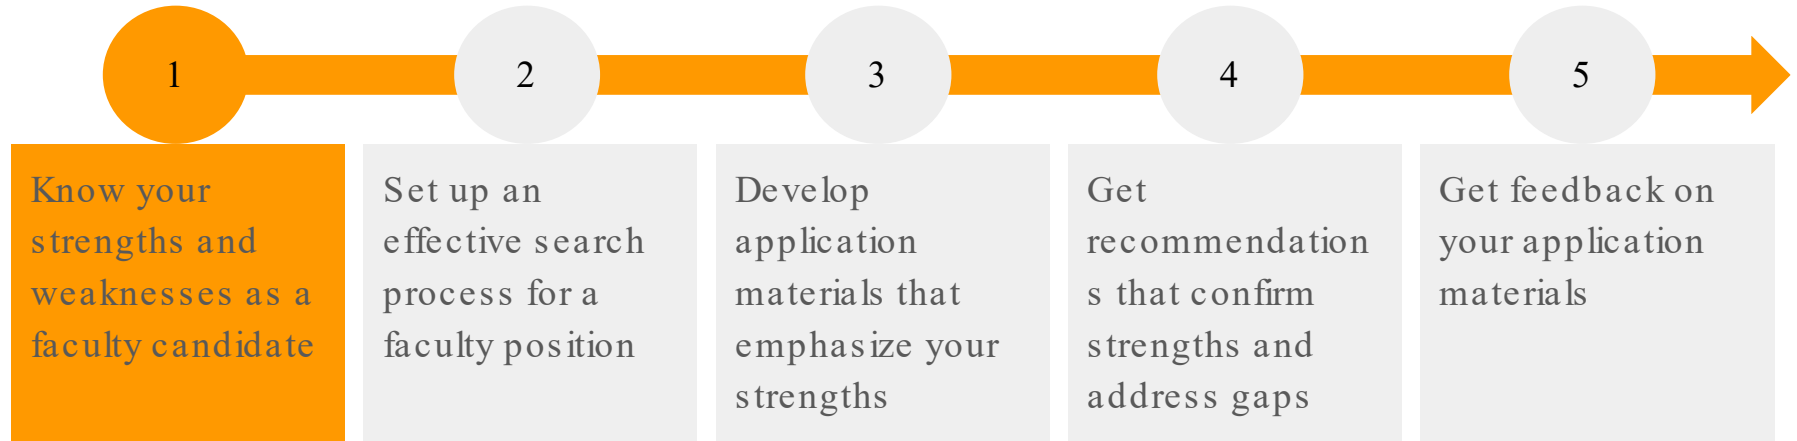 1
2
3
4
5
Know your
strengths and
weaknesses as a
faculty candidate
Set up an
effective search
process for a
faculty position
Develop
application
materials that
emphasize your
strengths
Get
recommendation
s that confirm
strengths and
address gaps
Get feedback on
your application
materials